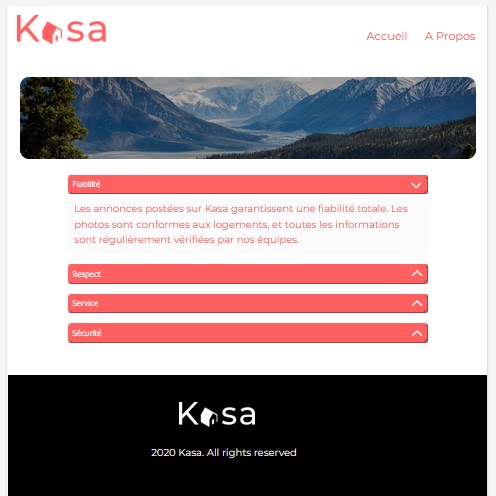 Kasa
Accueil A Propos
Fiabilité
Les annonces postées sur Kasa garantissent une fiabilité totale. Les
photos sont conformes aux logements, et toutes les informations
sont régulièrement vérifiées par nos équipes.
Respect
Service
Sécurité
Kasa
2020 Kasa. All rights reserved